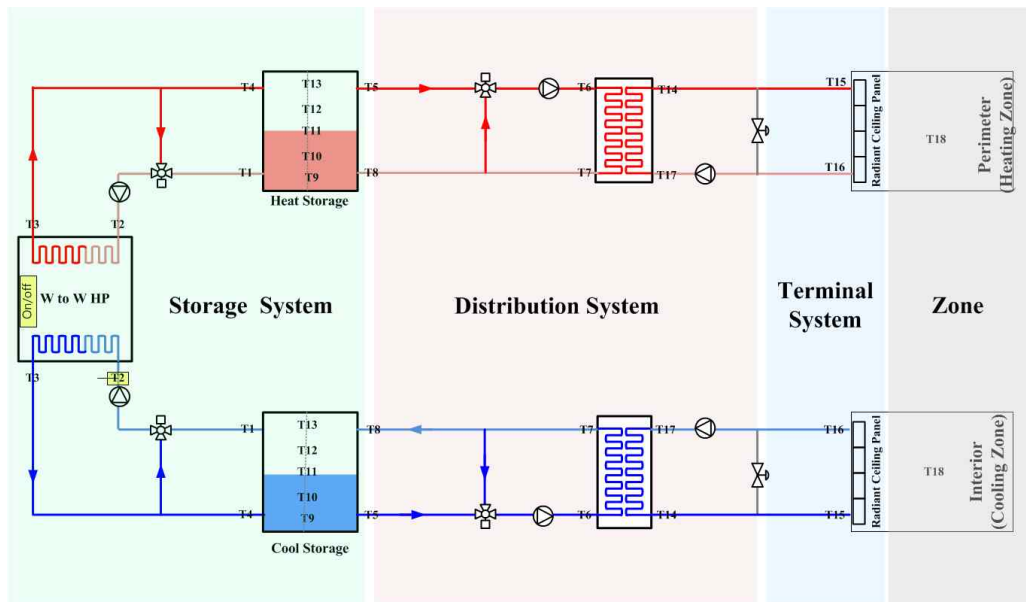 T4
T13
T12
T11
T10
T9
T5
T6
T14
T15
T1
T8
T7
T17
T16
Heat Storage
Radiant Ceiling Panel
T18
Perimeter
(Heating Zone)
T3
T2
On/off
W to W HP
T3
T2
Storage System
Distribution System
Terminal
System
Zone
T1
T13
T12
T11
T10
T9
T8
T7
T17
T16
T4
T5
T6
T14
T15
Cool Storage
Radiant Ceiling Panel
T18
Interior
(Cooling Zone)